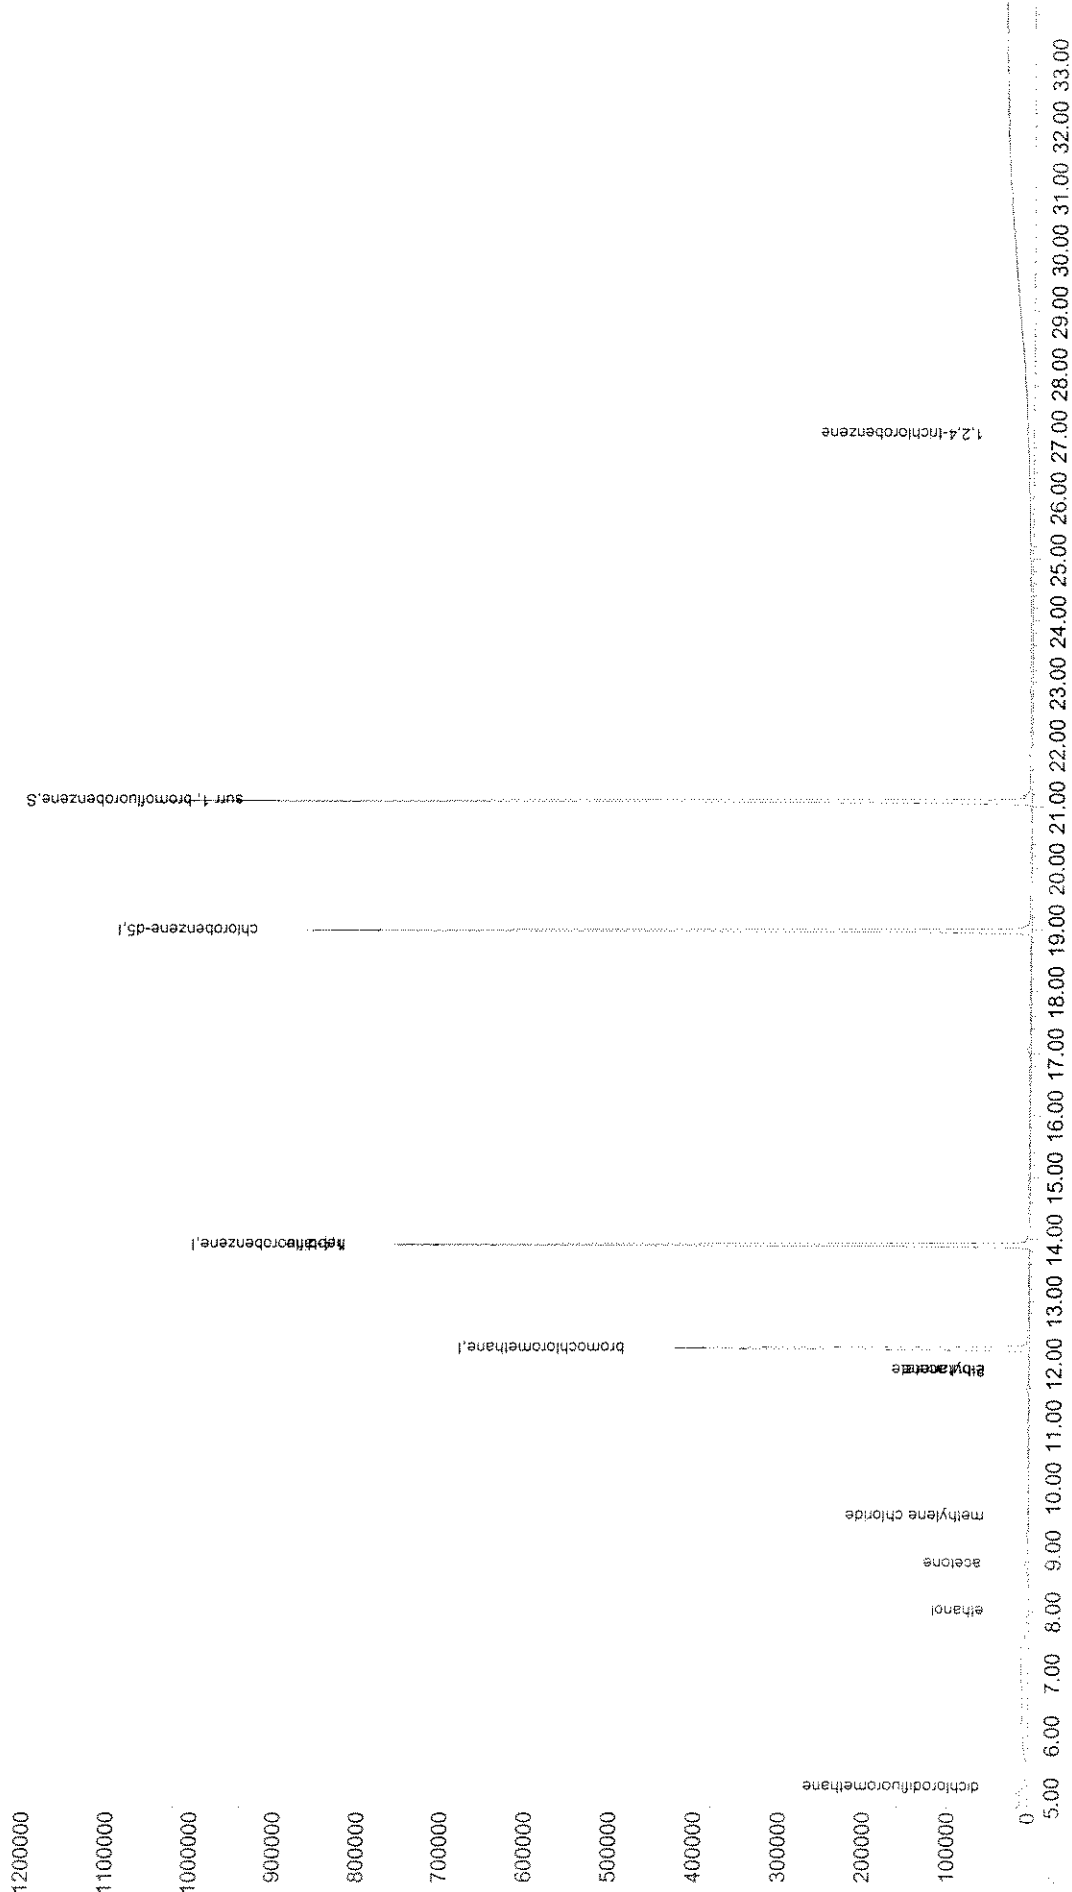 1200000
1100000
1000000
900000
800000
700000
600000
500000
400000
300000
200000
100000
0
dichlorodifluoromethane
ethanol
acetone
methylene chloride
bromochloromethane,I
chlorobenzene-d5,I
surr 1, bromofluorobenzene,S
1,2,4-trichlorobenzene
5.00 6.00 7.00 8.00 9.00 10.00 11.00 12.00 13.00 14.00 15.00 16.00 17.00 18.00 19.00 20.00 21.00 22.00 23.00 24.00 25.00 26.00 27.00 28.00 29.00 30.00 31.00 32.00 33.00